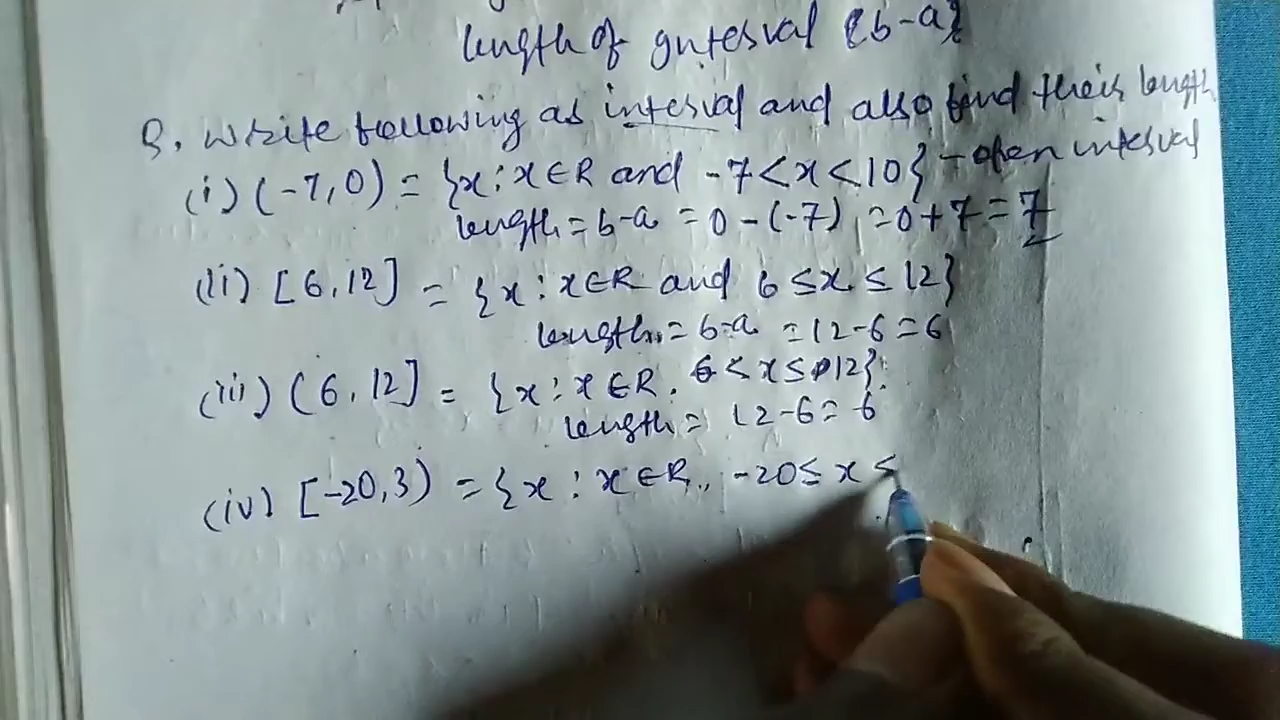 length of interval {b-a}
Q. Write following as interval and also find their length
(i) (-7,0) = {x : x ∈ R and -7 < x < 10} - open interval
length = b-a = 0-(-7) = 0+7 = 7
(ii) [6,12] = {x : x ∈ R and 6 ≤ x ≤ 12}
length = b-a = 12-6 = 6
(iii) (6,12] = {x : x ∈ R, 6 < x ≤ 12}
length = 12-6 = 6
(iv) [-20,3) = {x : x ∈ R, -20 ≤ x <